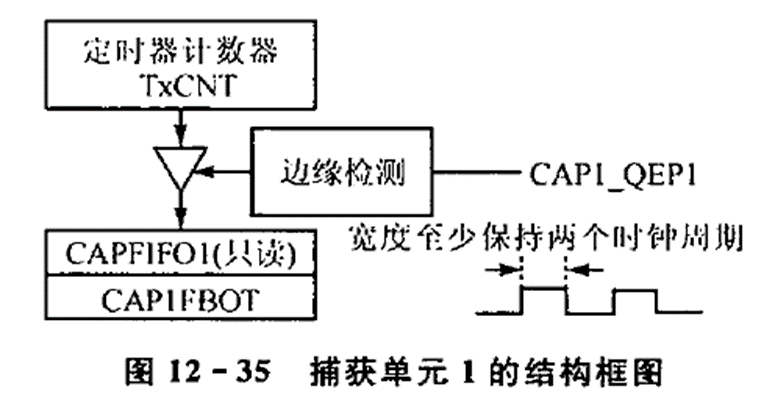 定时器计数器
TxCNT
边缘检测
CAP1_QEP1
CAPFIFO1(只读)
CAP1FBOT
宽度至少保持两个时钟周期
图 12-35 捕获单元 1 的结构框图